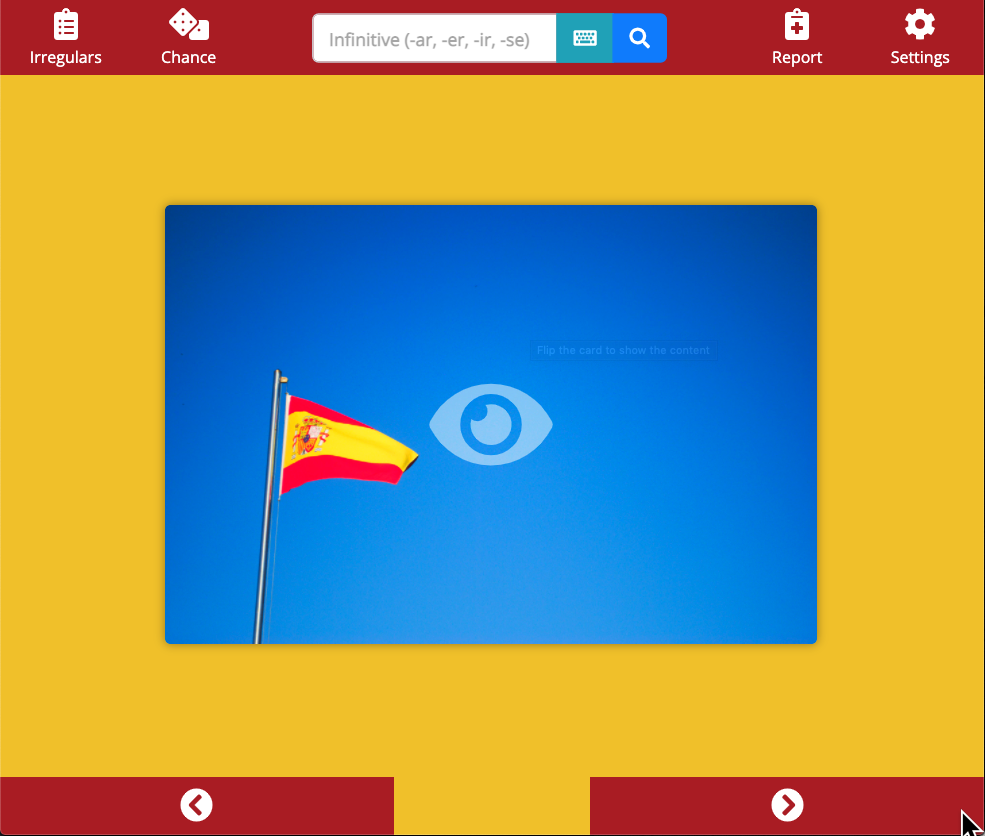 Irregulars
Chance
Infinitive (-ar, -er, -ir, -se)
Report
Settings
Flip the card to show the content